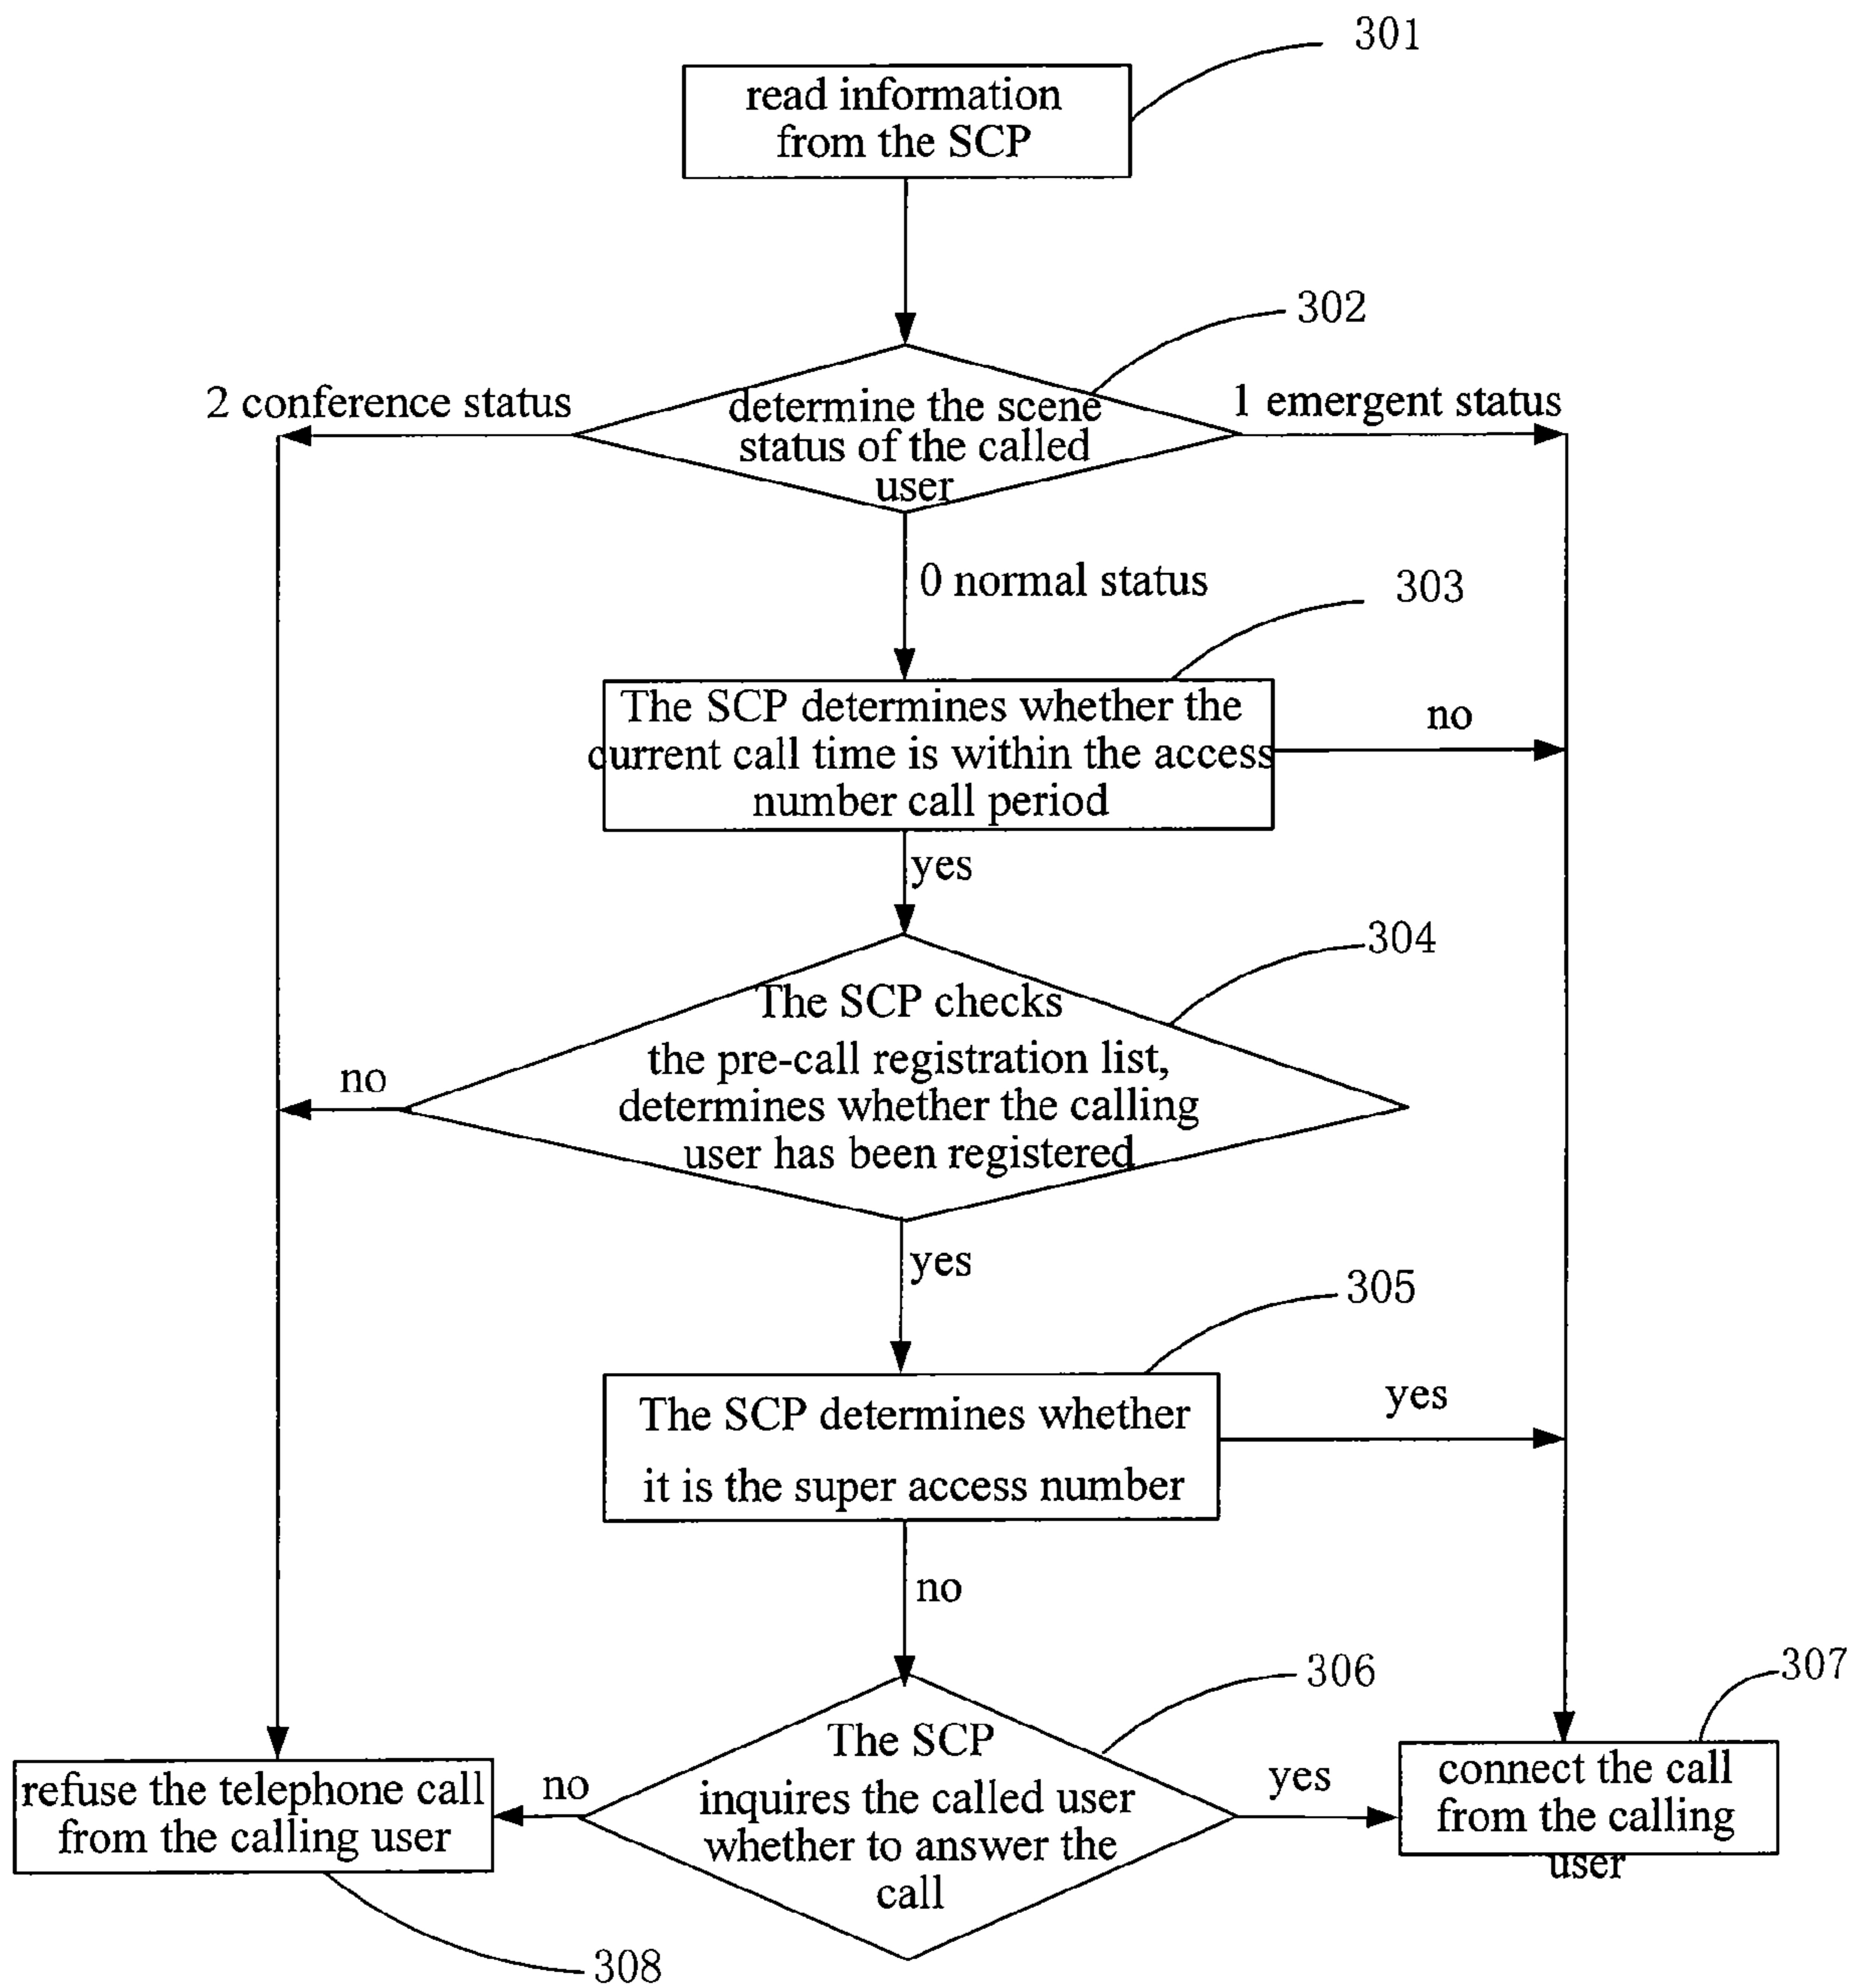 301
read information
from the SCP
302
2 conference status
determine the scene
status of the called
user
1 emergent status
0 normal status
303
The SCP determines whether the
current call time is within the access
number call period
no
yes
304
The SCP checks
the pre-call registration list,
determines whether the calling
user has been registered
no
yes
305
The SCP determines whether
it is the super access number
yes
no
306
307
The SCP
inquires the called user
whether to answer the
call
no
yes
refuse the telephone call
from the calling user
connect the call
from the calling
user
308